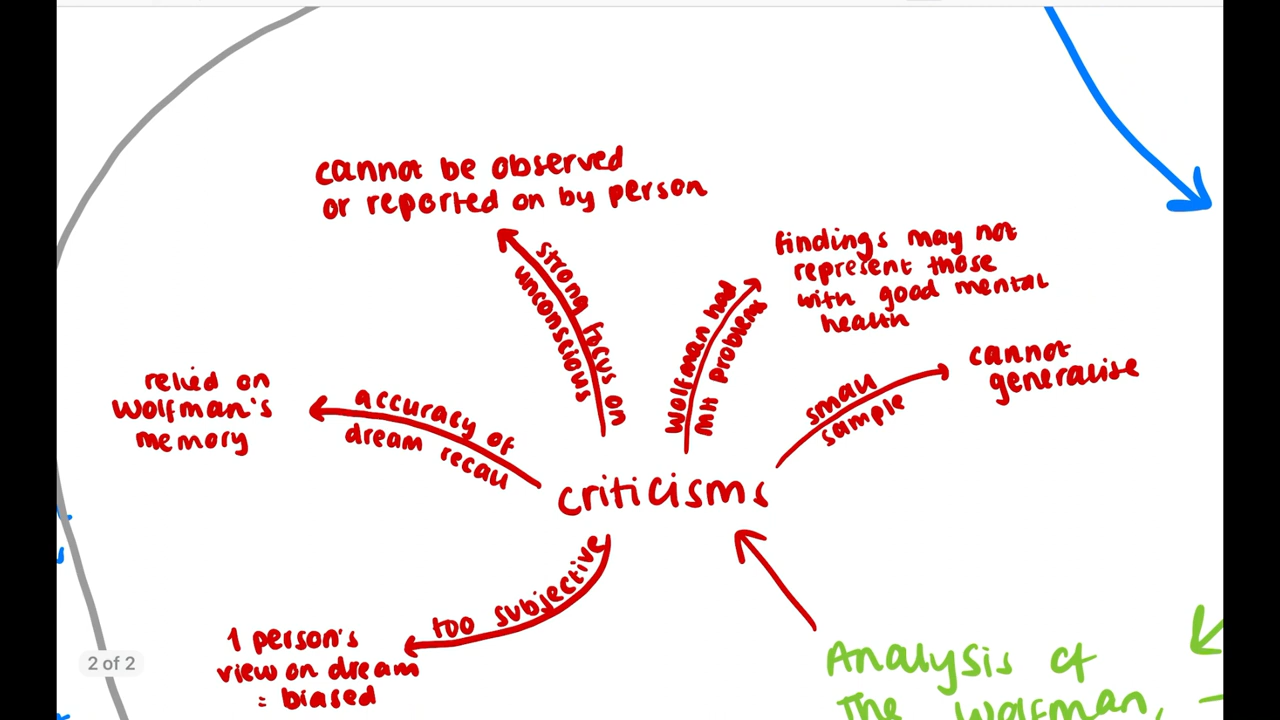 cannot be observed
or reported on by person
strong focus on
unconscious
Wolfman had
MH problems
findings may not
represent those
with good mental
health
small
sample
cannot
generalise
accuracy of
dream recall
relied on
Wolfman's
memory
criticisms
too subjective
1 person's
view on dream
= biased
Analysis of
The Wolfman,
2 of 2